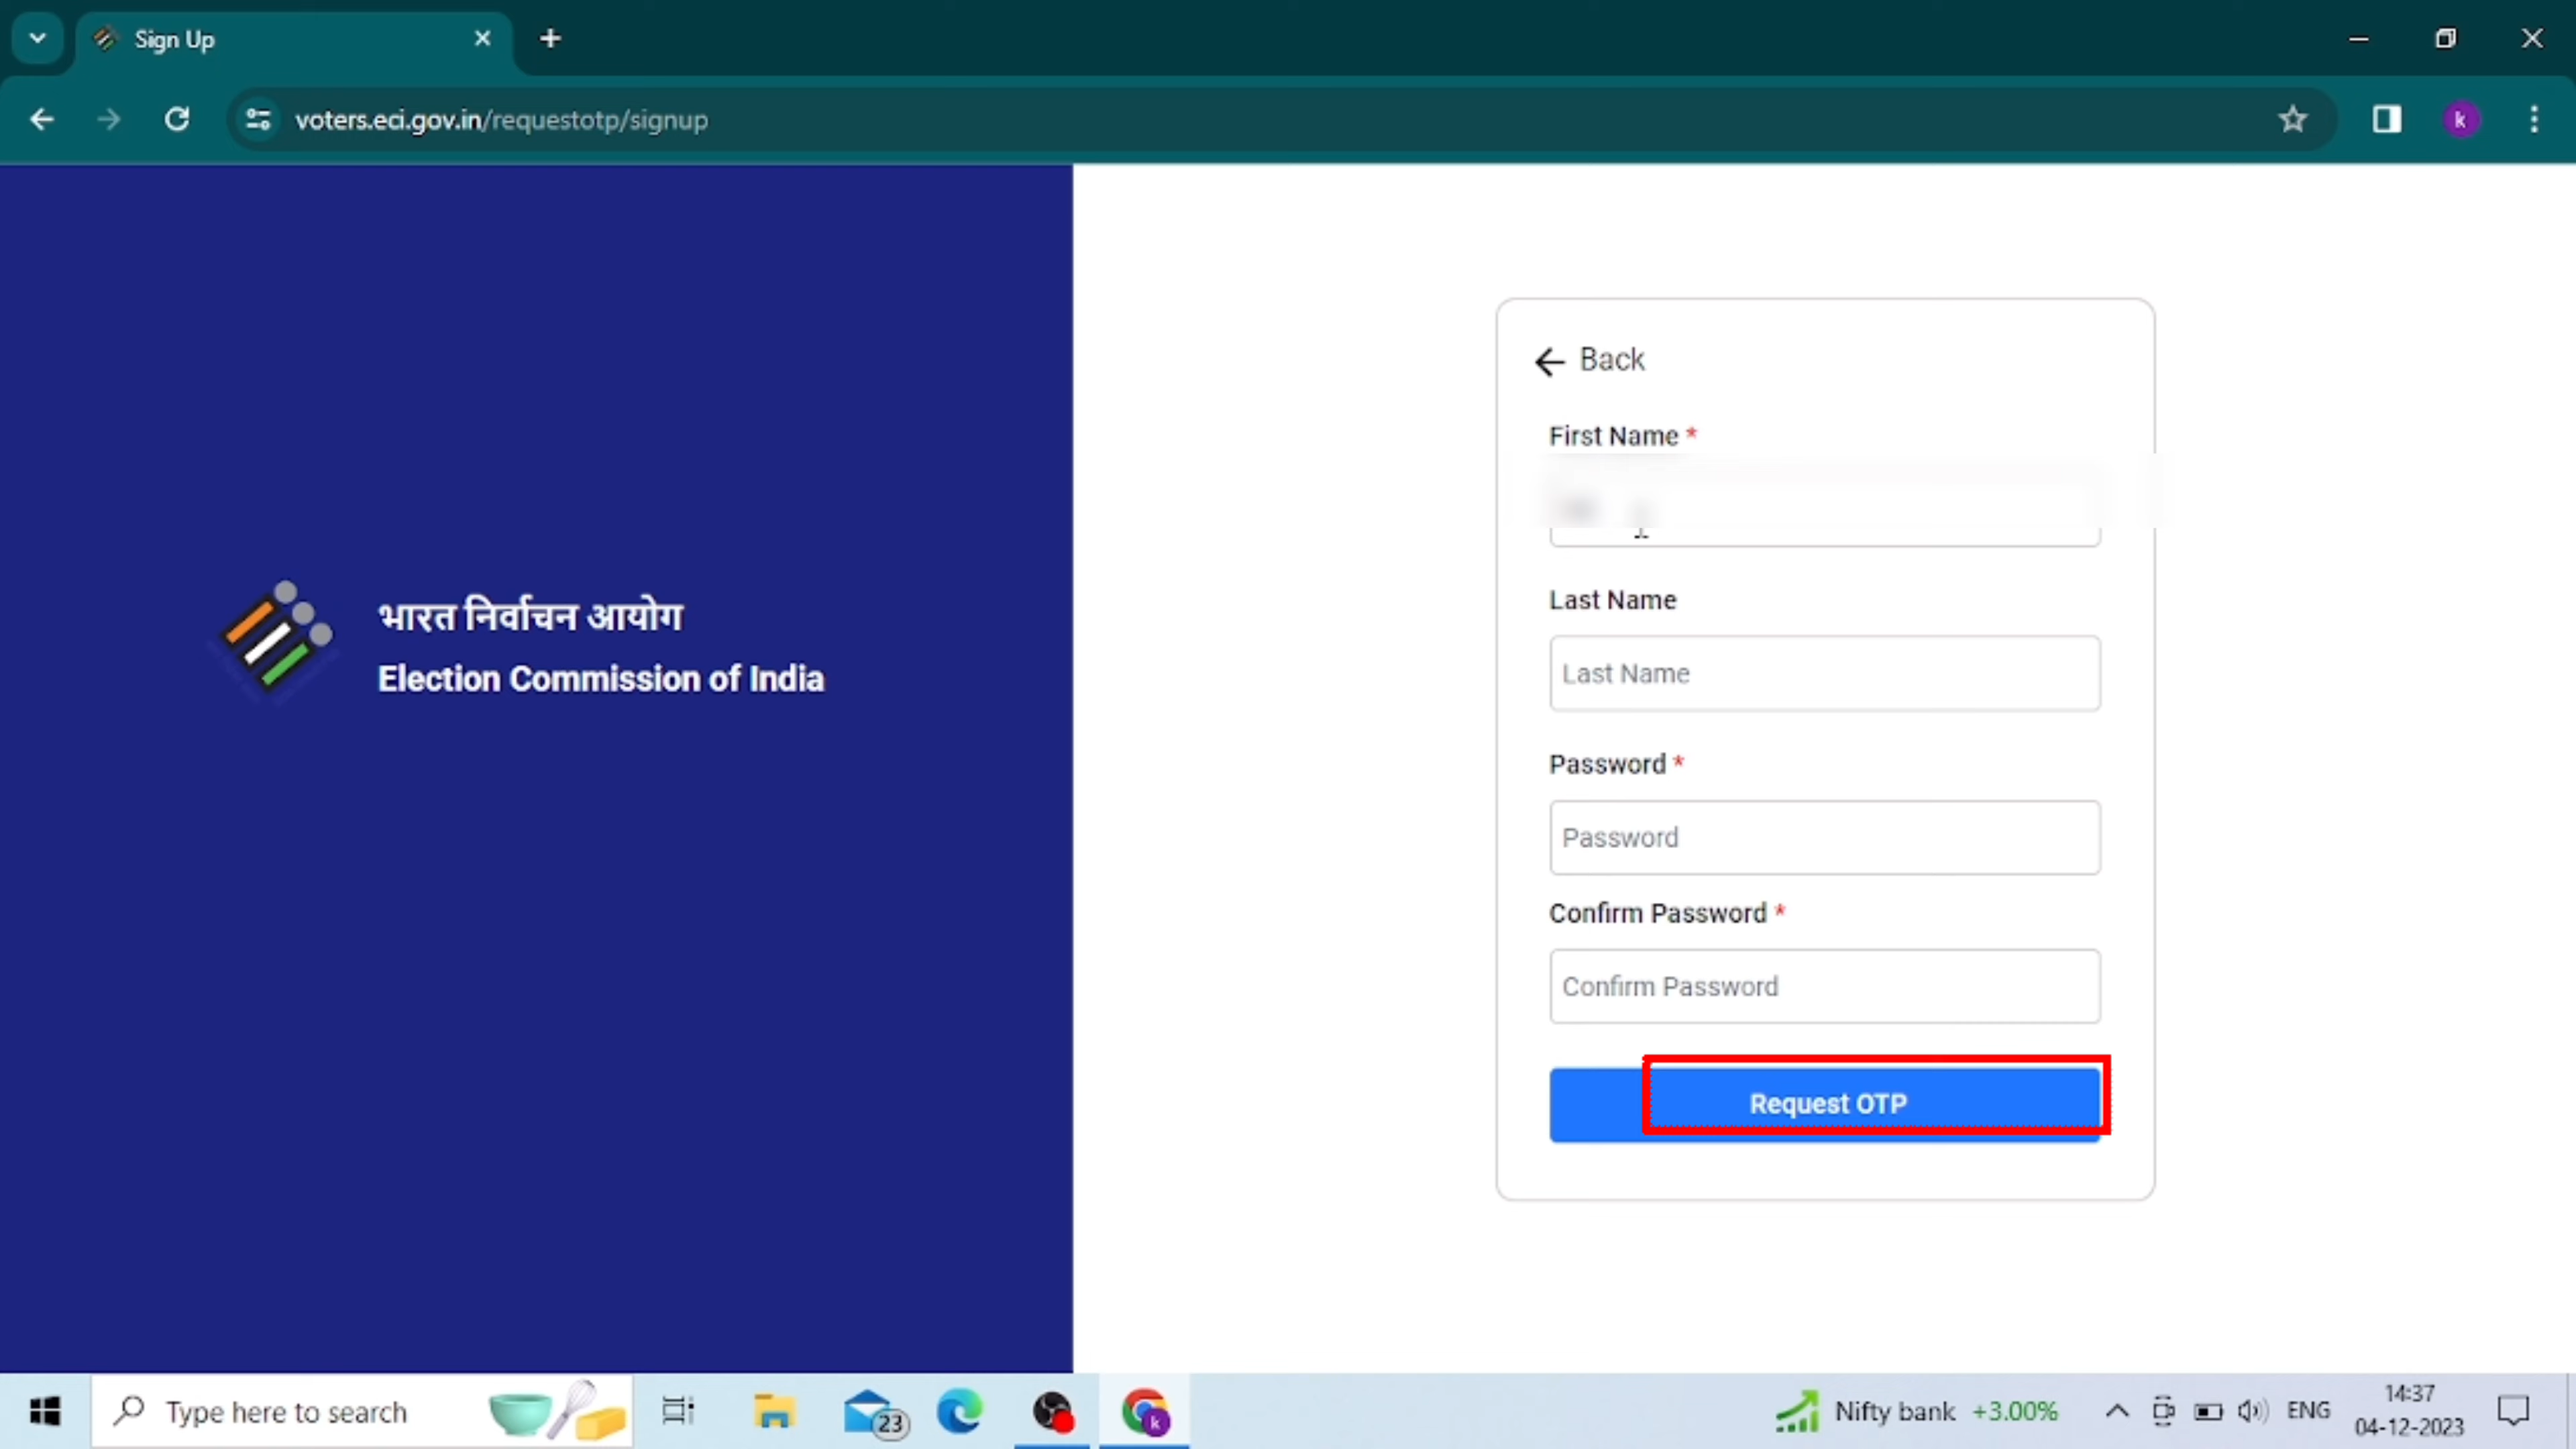 Sign Up
voters.eci.gov.in/requestotp/signup
k
भारत निर्वाचन आयोग
Election Commission of India
Back
First Name *
Last Name
Last Name
Password *
Password
Confirm Password *
Confirm Password
Request OTP
Type here to search
23
k
Nifty bank +3.00%
ENG
14:37
04-12-2023